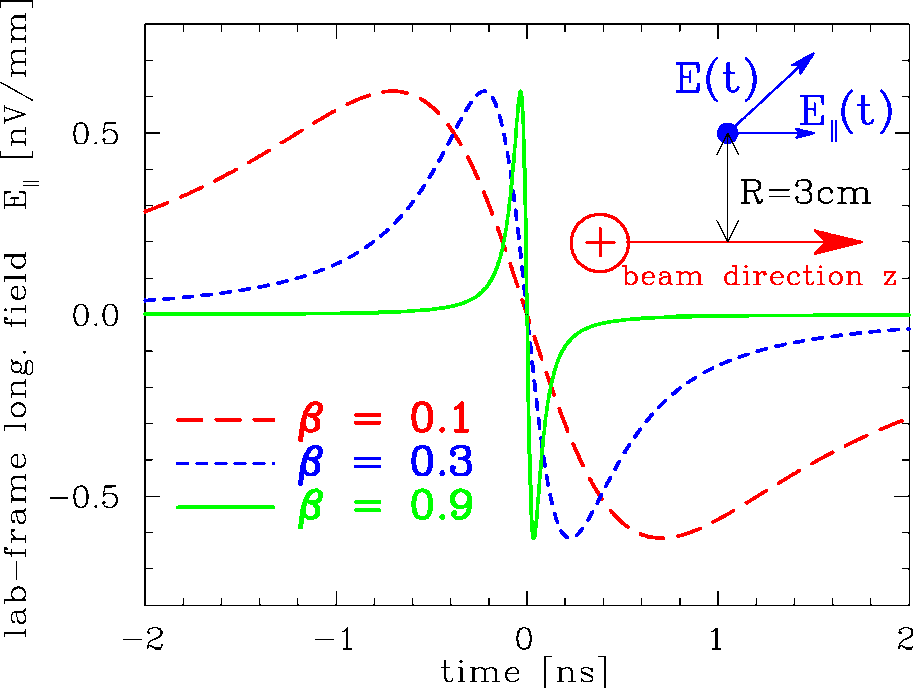 lab-frame long. field E∥ [nV/mm]
0.5
0.0
-0.5
E(t)
E∥(t)
R=3cm
+
beam direction z
β = 0.1
β = 0.3
β = 0.9
-2
-1
0
1
2
time [ns]